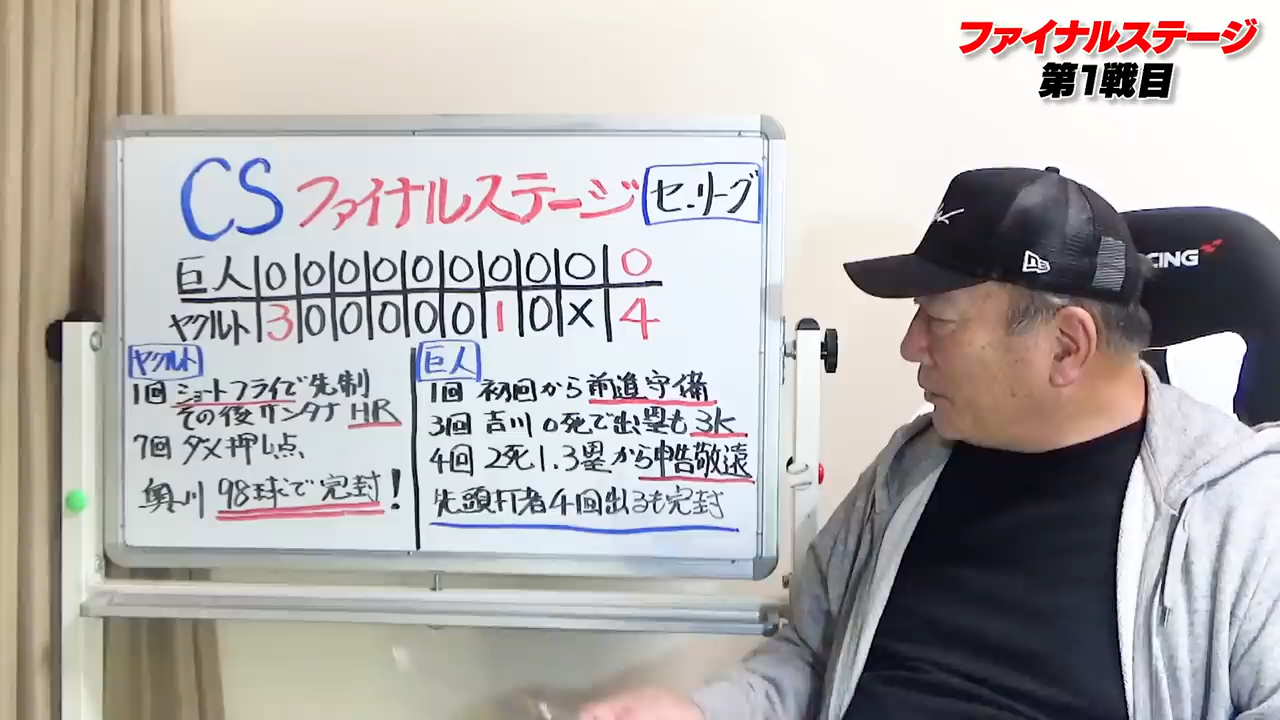 ファイナルステージ
第1戦目
CS ファイナルステージ セ.リーグ
巨人 0 0 0 0 0 0 0 0 0 0
ヤクルト 3 0 0 0 0 0 1 0 X 4
ヤクルト
1回 ショートフライで先制
その後サンタナ HR
7回 ダメ押し点
奥川 98球で完封!
巨人
1回 初回から前進守備
3回 吉川 0死で出塁も3K
4回 2死1.3塁から申告敬遠
先頭打者4回出るも完封
CING